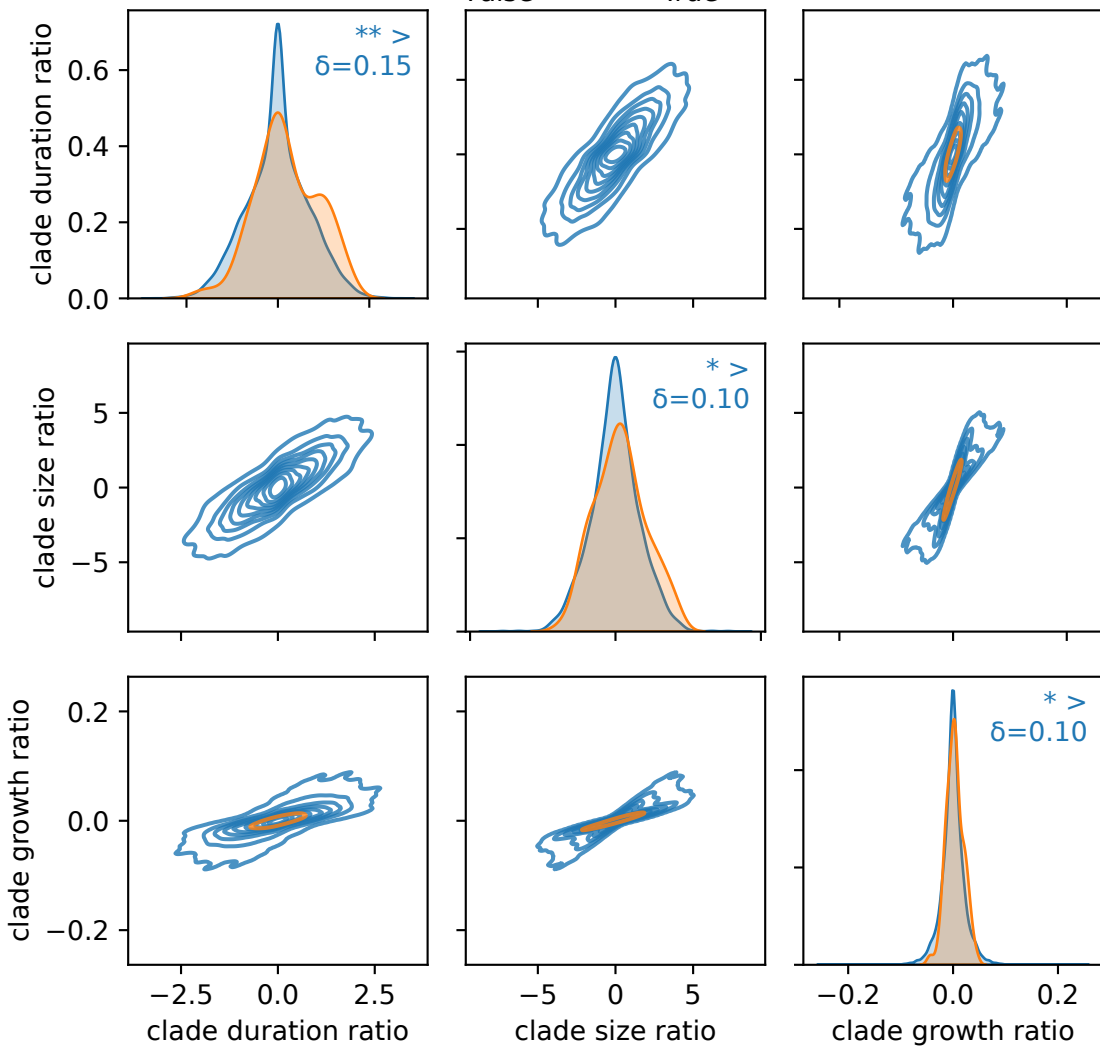 clade duration ratio
0.6
0.4
0.2
0.0
** >
δ=0.15
clade size ratio
5
0
−5
* >
δ=0.10
clade growth ratio
0.2
0.0
−0.2
* >
δ=0.10
−2.5 0.0 2.5
−5 0 5
−0.2 0.0 0.2
clade duration ratio
clade size ratio
clade growth ratio